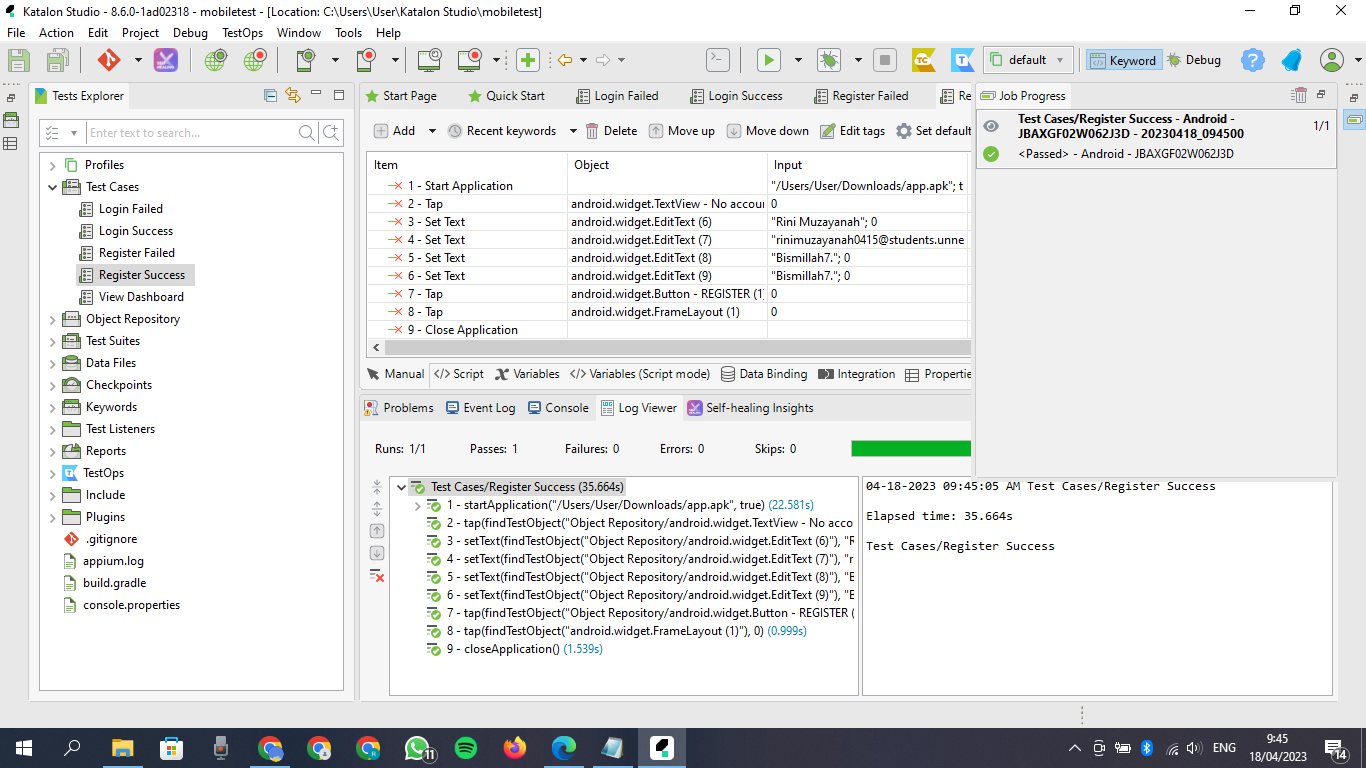 Katalon Studio - 8.6.0-1ad02318 - mobiletest - [Location: C:\Users\User\Katalon Studio\mobiletest]
File Action Edit Project Debug TestOps Window Tools Help
default Keyword Debug
Tests Explorer
Enter text to search...
Profiles
Test Cases
Login Failed
Login Success
Register Failed
Register Success
View Dashboard
Object Repository
Test Suites
Data Files
Checkpoints
Keywords
Test Listeners
Reports
TestOps
Include
Plugins
.gitignore
appium.log
build.gradle
console.properties
Start Page Quick Start Login Failed Login Success Register Failed Re
Add Recent keywords Delete Move up Move down Edit tags Set default
Item Object Input
1 - Start Application "/Users/User/Downloads/app.apk"; t
2 - Tap android.widget.TextView - No accou 0
3 - Set Text android.widget.EditText (6) "Rini Muzayanah"; 0
4 - Set Text android.widget.EditText (7) "rinimuzayanah0415@students.unne
5 - Set Text android.widget.EditText (8) "Bismillah7."; 0
6 - Set Text android.widget.EditText (9) "Bismillah7."; 0
7 - Tap android.widget.Button - REGISTER (1) 0
8 - Tap android.widget.FrameLayout (1) 0
9 - Close Application
Manual </> Script Variables </> Variables (Script mode) Data Binding Integration Propertie
Job Progress
Test Cases/Register Success - Android -
JBAXGF02W062J3D - 20230418_094500
1/1
<Passed> - Android - JBAXGF02W062J3D
Problems Event Log Console Log Viewer Self-healing Insights
Runs: 1/1 Passes: 1 Failures: 0 Errors: 0 Skips: 0
Test Cases/Register Success (35.664s)
1 - startApplication("/Users/User/Downloads/app.apk", true) (22.581s)
2 - tap(findTestObject("Object Repository/android.widget.TextView - No acco
3 - setText(findTestObject("Object Repository/android.widget.EditText (6)"), "R
4 - setText(findTestObject("Object Repository/android.widget.EditText (7)"), "r
5 - setText(findTestObject("Object Repository/android.widget.EditText (8)"), "B
6 - setText(findTestObject("Object Repository/android.widget.EditText (9)"), "B
7 - tap(findTestObject("Object Repository/android.widget.Button - REGISTER (
8 - tap(findTestObject("android.widget.FrameLayout (1)"), 0) (0.999s)
9 - closeApplication() (1.539s)
04-18-2023 09:45:05 AM Test Cases/Register Success
Elapsed time: 35.664s
Test Cases/Register Success
11
ENG
9:45
18/04/2023
14